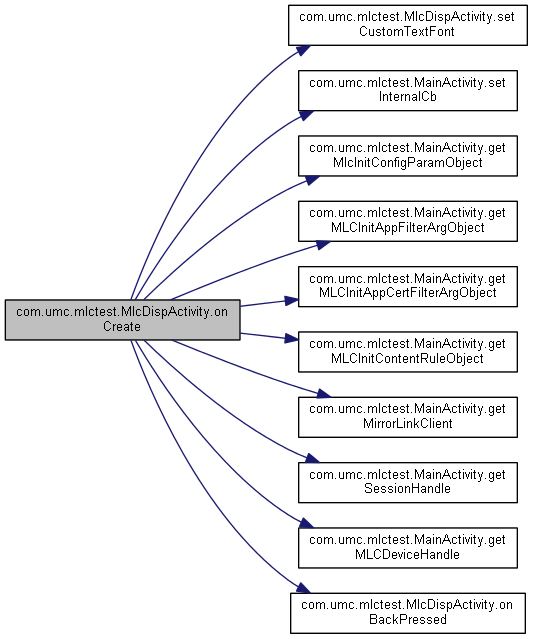 com.umc.mlctest.MlcDispActivity.set
CustomTextFont
com.umc.mlctest.MainActivity.set
InternalCb
com.umc.mlctest.MainActivity.get
MlcInitConfigParamObject
com.umc.mlctest.MainActivity.get
MLCInitAppFilterArgObject
com.umc.mlctest.MainActivity.get
MLCInitAppCertFilterArgObject
com.umc.mlctest.MlcDispActivity.on
Create
com.umc.mlctest.MainActivity.get
MLCInitContentRuleObject
com.umc.mlctest.MainActivity.get
MirrorLinkClient
com.umc.mlctest.MainActivity.get
SessionHandle
com.umc.mlctest.MainActivity.get
MLCDeviceHandle
com.umc.mlctest.MlcDispActivity.on
BackPressed